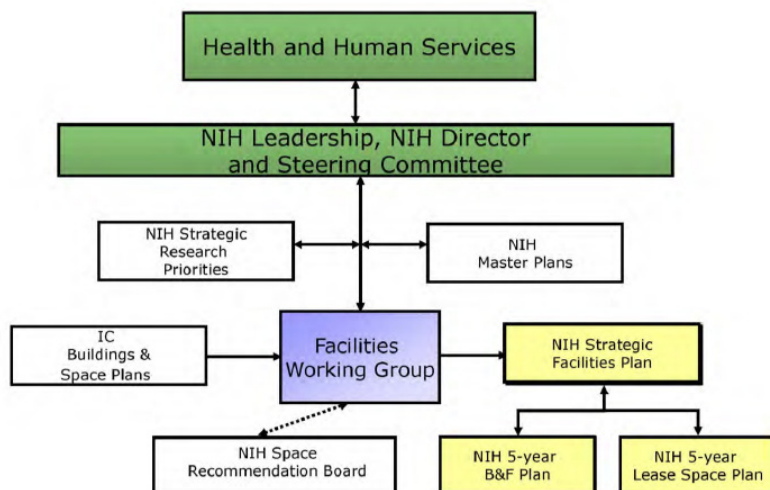 Health and Human Services
NIH Leadership, NIH Director
and Steering Committee
NIH Strategic
Research
Priorities
NIH
Master Plans
IC
Buildings &
Space Plans
Facilities
Working Group
NIH Strategic
Facilities Plan
NIH Space
Recommendation Board
NIH 5-year
B&F Plan
NIH 5-year
Lease Space Plan